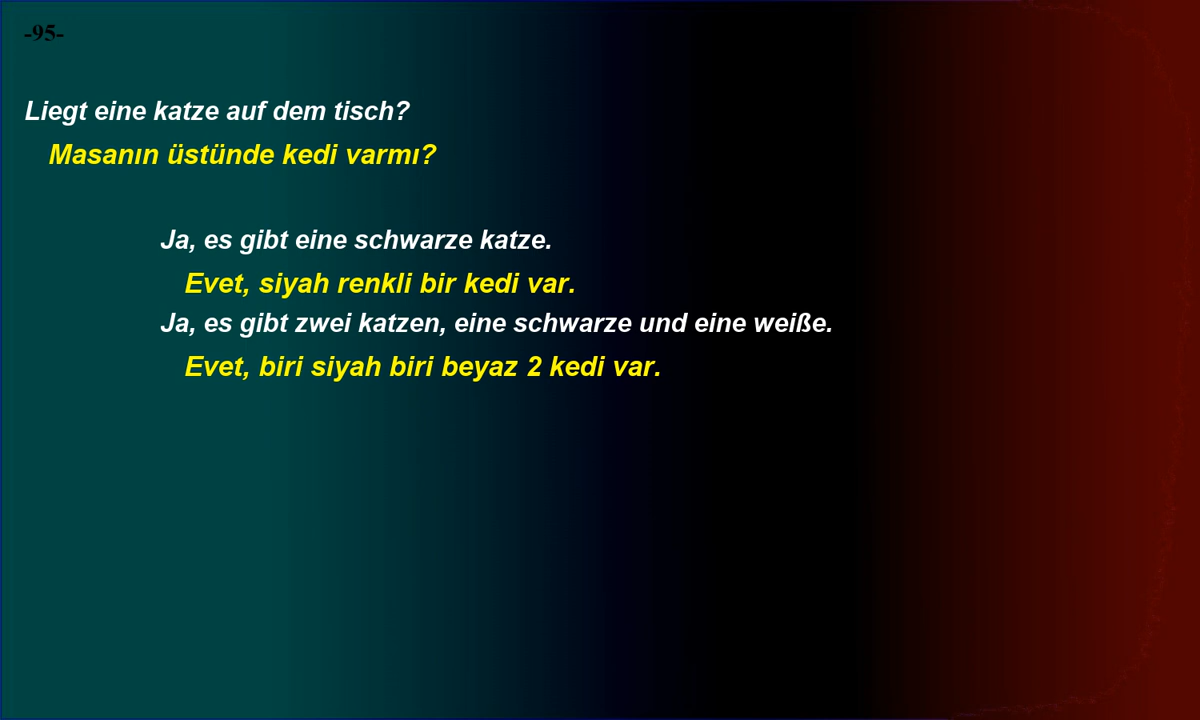 -95-
Liegt eine katze auf dem tisch?
Masanın üstünde kedi varmı?
Ja, es gibt eine schwarze katze.
Evet, siyah renkli bir kedi var.
Ja, es gibt zwei katzen, eine schwarze und eine weiße.
Evet, biri siyah biri beyaz 2 kedi var.